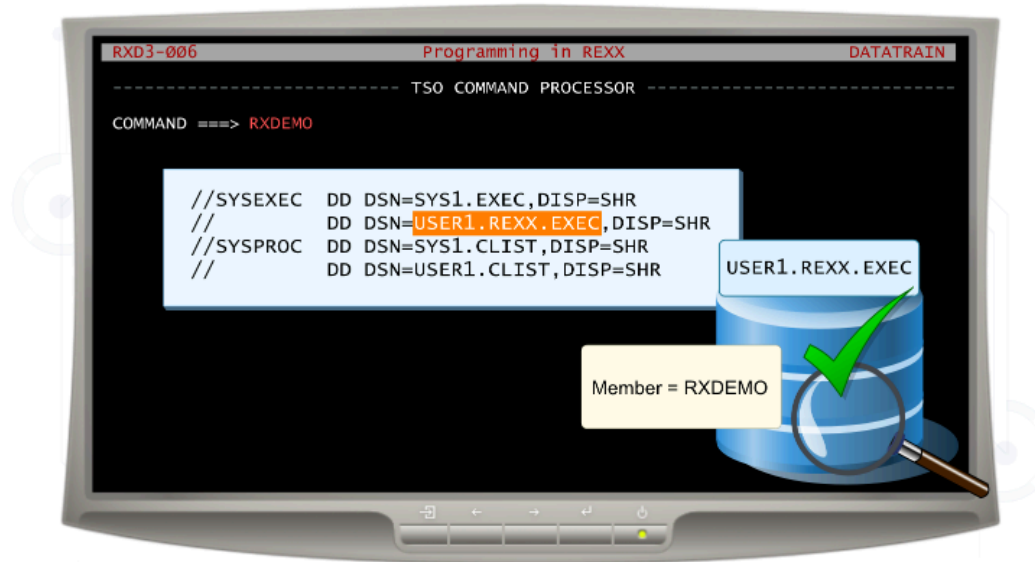 RXD3-006 Programming in REXX DATATRAIN
---------------------------- TSO COMMAND PROCESSOR -----------------------------
COMMAND ===> RXDEMO
//SYSEXEC DD DSN=SYS1.EXEC,DISP=SHR
// DD DSN=USER1.REXX.EXEC,DISP=SHR
//SYSPROC DD DSN=SYS1.CLIST,DISP=SHR
// DD DSN=USER1.CLIST,DISP=SHR
USER1.REXX.EXEC
Member = RXDEMO